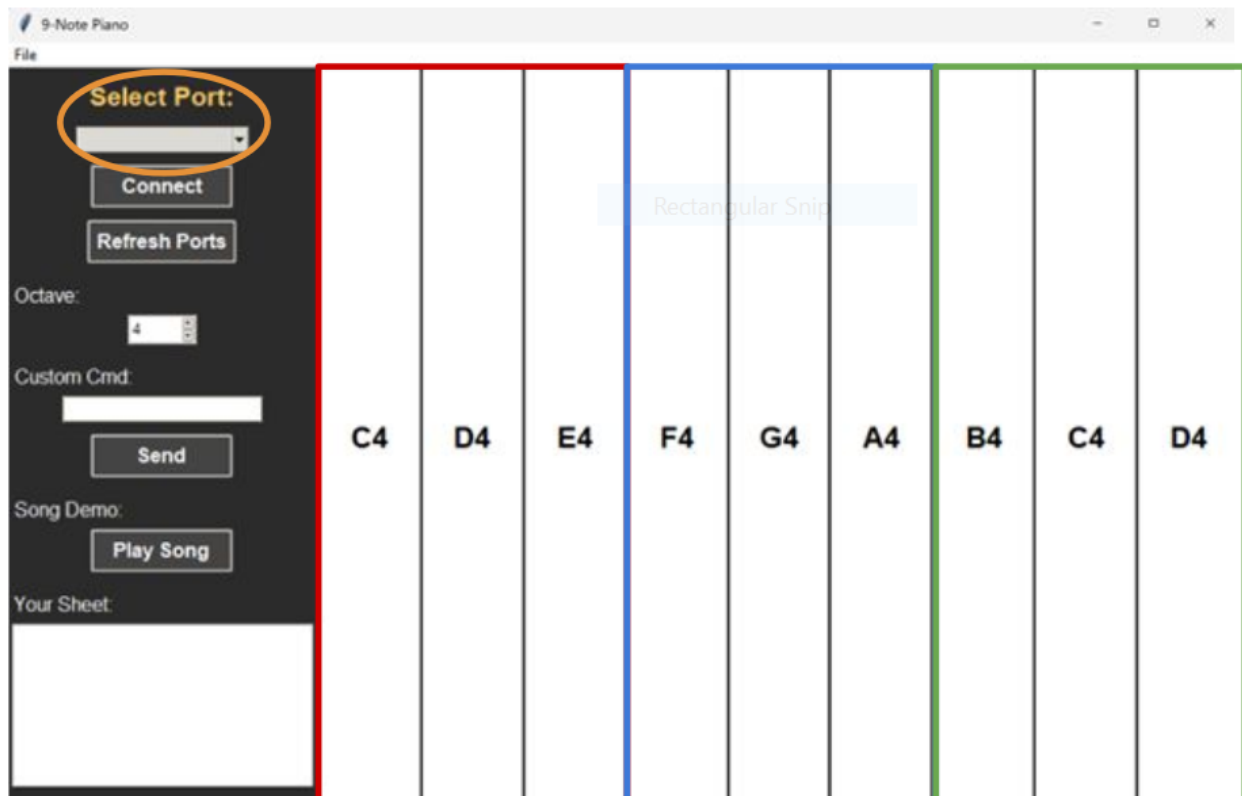 9-Note Piano
File
Select Port:
Connect
Refresh Ports
Octave:
4
Custom Cmd:
Send
Song Demo:
Play Song
Your Sheet:
Rectangular Snip
C4 D4 E4 F4 G4 A4 B4 C4 D4